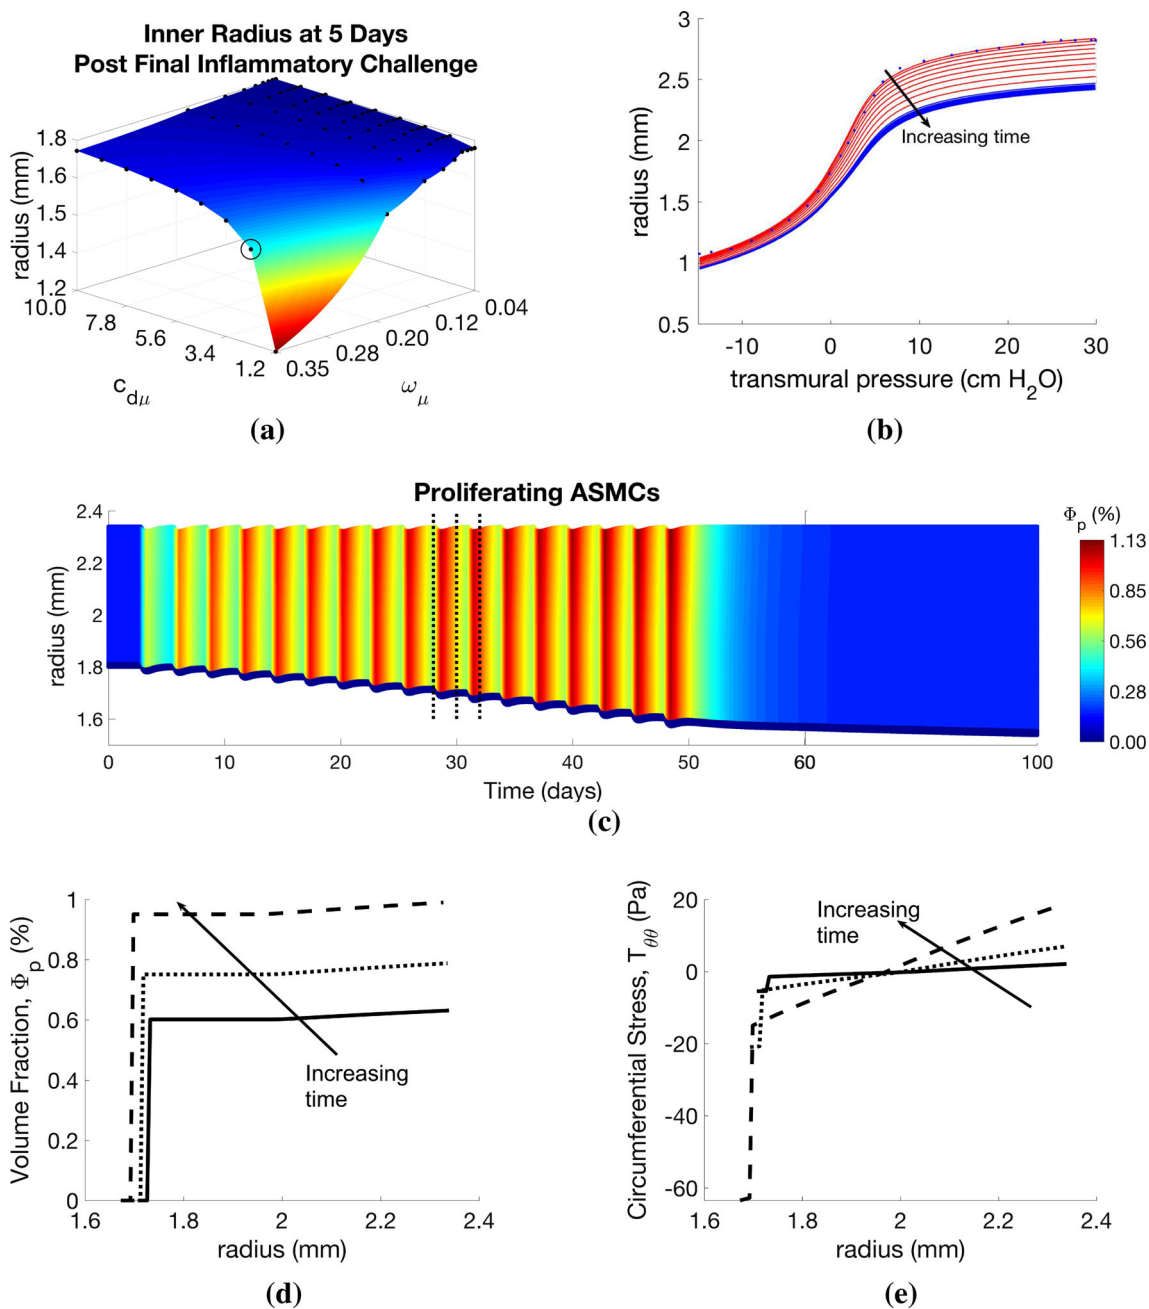 Inner Radius at 5 Days
Post Final Inflammatory Challenge
radius (mm)
1.8
1.6
1.5
1.4
1.2
10.0
7.8
5.6
3.4
1.2
0.35
0.28
0.20
0.12
0.04
c_dμ
ω_μ
(a)
radius (mm)
3
2.5
2
1.5
1
0.5
Increasing time
-10
0
10
20
30
transmural pressure (cm H₂O)
(b)
Proliferating ASMCs
radius (mm)
2.4
2.2
2
1.8
1.6
0
10
20
30
40
50
60
100
Time (days)
Φ_p (%)
1.13
0.85
0.56
0.28
0.00
(c)
Volume Fraction, Φ_p (%)
1
0.8
0.6
0.4
0.2
0
Increasing
time
1.6
1.8
2
2.2
2.4
radius (mm)
(d)
Circumferential Stress, T_θθ (Pa)
20
0
-20
-40
-60
Increasing
time
1.6
1.8
2
2.2
2.4
radius (mm)
(e)